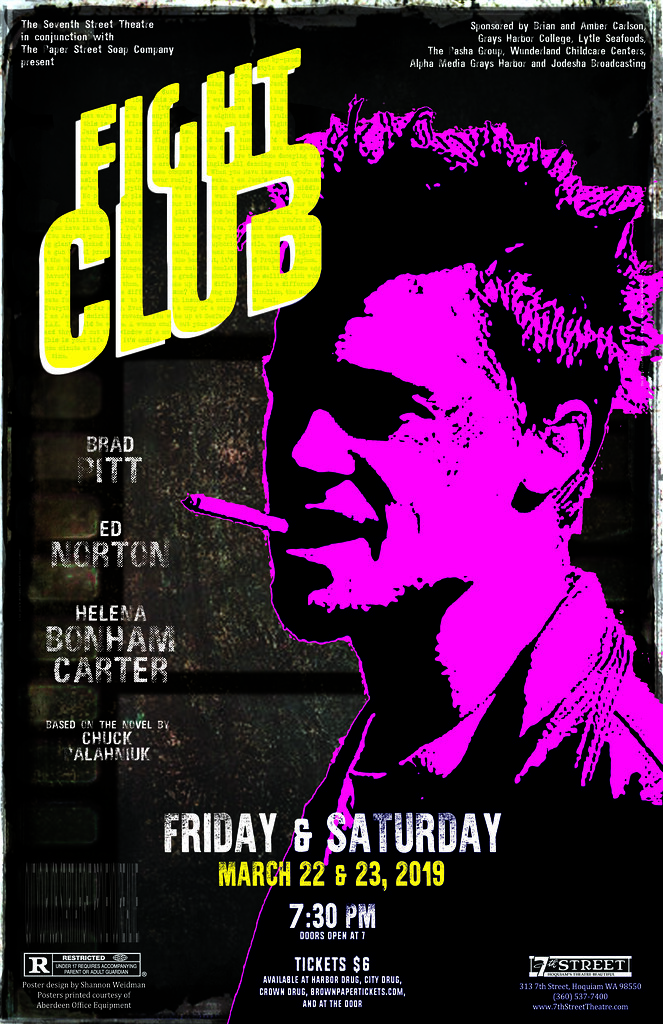 The Seventh Street Theatre
in conjunction with
The Paper Street Soap Company
present
Sponsored by Brian and Amber Carlson,
Grays Harbor College, Lytle Seafoods,
The Pasha Group, Wunderland Childcare Centers,
Alpha Media Grays Harbor and Jodesha Broadcasting
FIGHT
CLUB
BRAD
PITT
ED
NORTON
HELENA
BONHAM
CARTER
BASED ON THE NOVEL BY
CHUCK
PALAHNIUK
FRIDAY & SATURDAY
MARCH 22 & 23, 2019
7:30 PM
DOORS OPEN AT 7
TICKETS $6
AVAILABLE AT HARBOR DRUG, CITY DRUG,
CROWN DRUG, BROWNPAPERTICKETS.COM,
AND AT THE DOOR
R RESTRICTED
UNDER 17 REQUIRES ACCOMPANYING
PARENT OR ADULT GUARDIAN
Poster design by Shannon Weidman
Posters printed courtesy of
Aberdeen Office Equipment
7th STREET
HOQUIAM'S THEATRE BEAUTIFUL
313 7th Street, Hoquiam WA 98550
(360) 537-7400
www.7thStreetTheatre.com